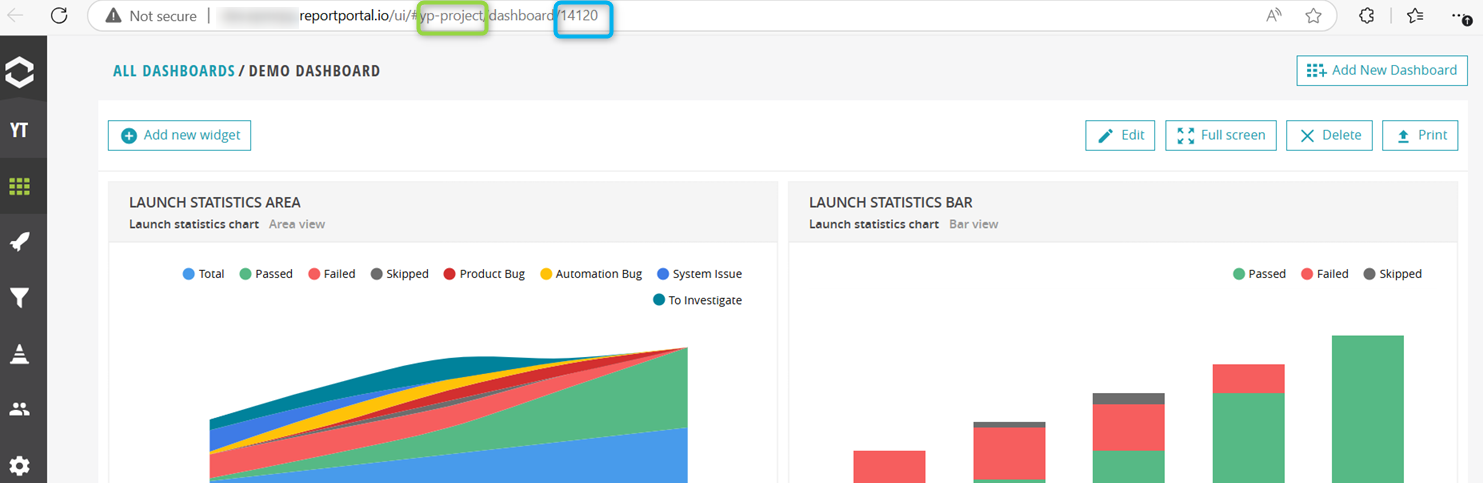 Not secure reportportal.io/ui/#yp-project/dashboard/14120
ALL DASHBOARDS / DEMO DASHBOARD
Add New Dashboard
YT
Add new widget
Edit
Full screen
Delete
Print
LAUNCH STATISTICS AREA
Launch statistics chart Area view
Total Passed Failed Skipped Product Bug Automation Bug System Issue
To Investigate
LAUNCH STATISTICS BAR
Launch statistics chart Bar view
Passed Failed Skipped